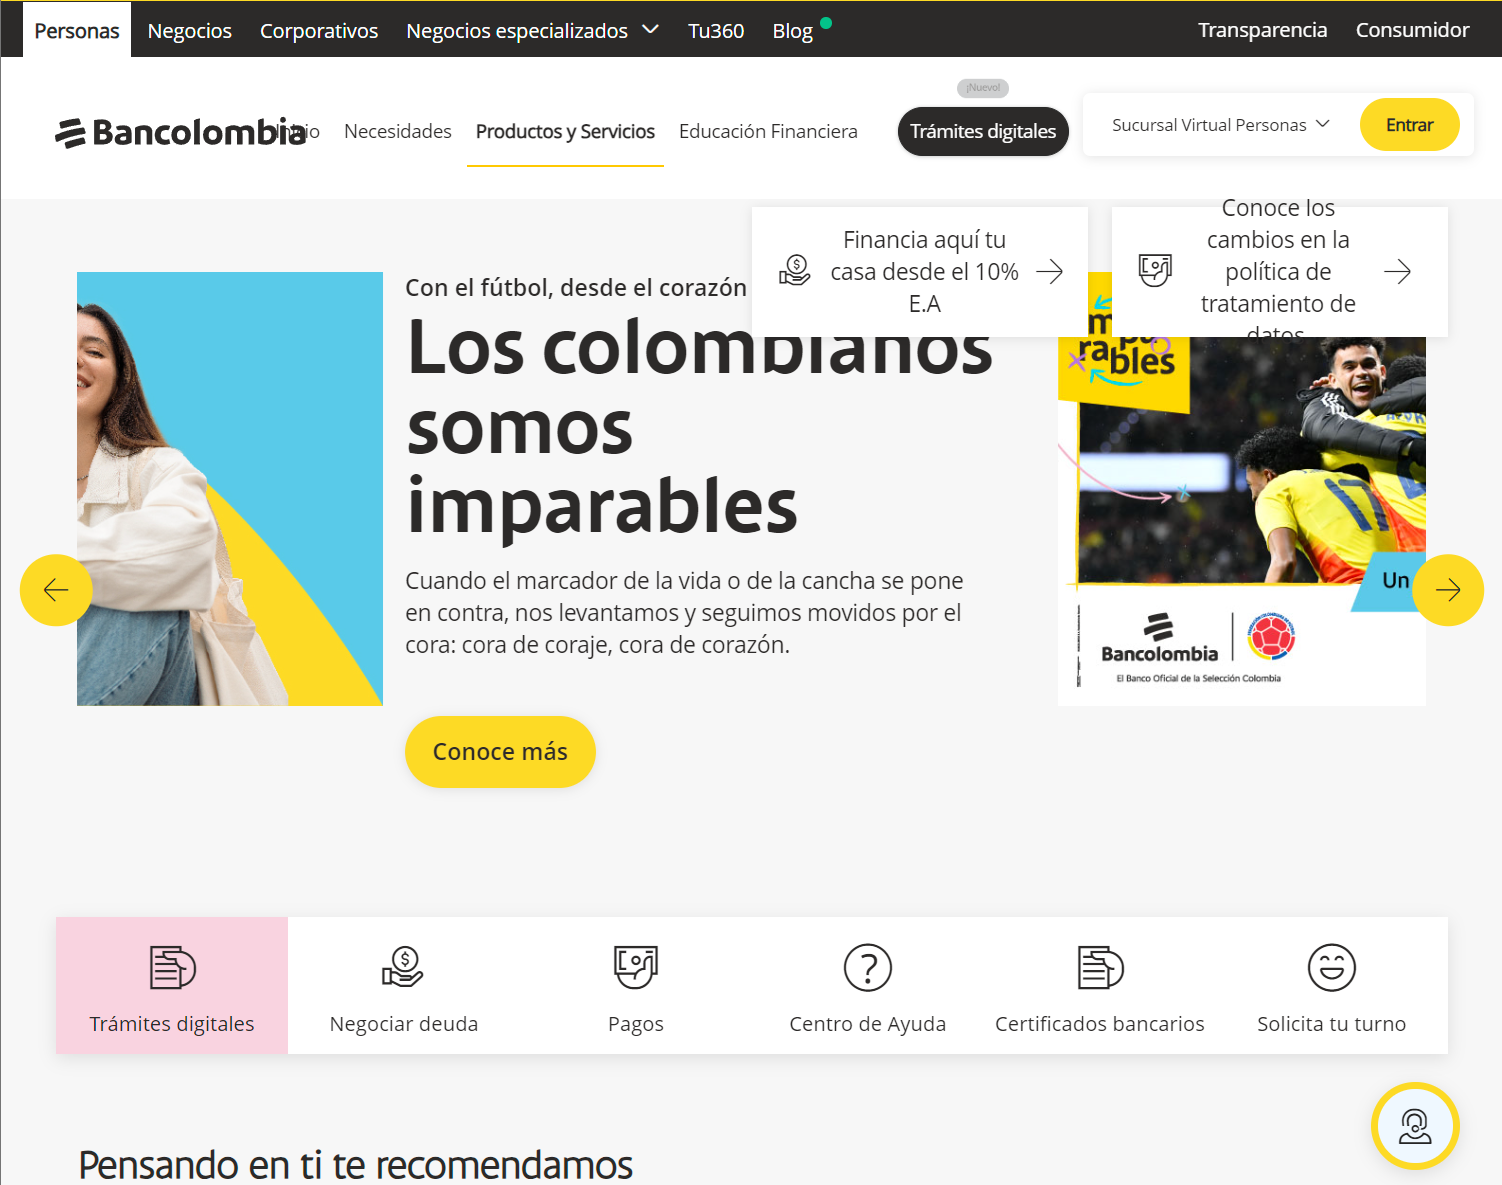 Personas
Negocios
Corporativos
Negocios especializados
Tu360
Blog
Transparencia
Consumidor
¡Nuevo!
Bancolombia
Inicio
Necesidades
Productos y Servicios
Educación Financiera
Trámites digitales
Sucursal Virtual Personas
Entrar
Financia aquí tu
casa desde el 10%
E.A
Conoce los
cambios en la
política de
tratamiento de
datos
Con el fútbol, desde el corazón
Los colombianos
somos
imparables
Cuando el marcador de la vida o de la cancha se pone
en contra, nos levantamos y seguimos movidos por el
cora: cora de coraje, cora de corazón.
Conoce más
rables
17
Un
Bancolombia
El Banco Oficial de la Selección Colombia
Trámites digitales
Negociar deuda
Pagos
Centro de Ayuda
Certificados bancarios
Solicita tu turno
Pensando en ti te recomendamos